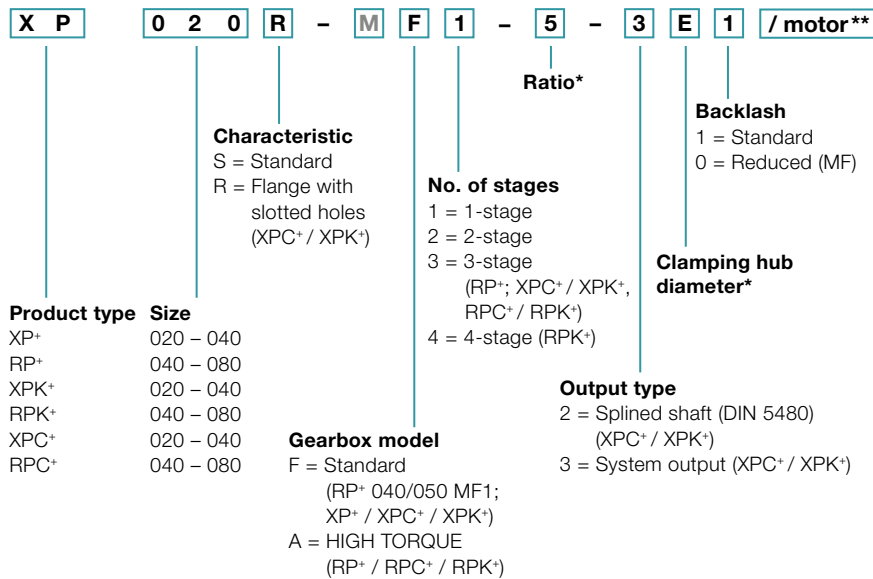 X P 0 2 0 R – M F 1 – 5 – 3 E 1 / motor**
Ratio*
Backlash
1 = Standard
0 = Reduced (MF)
Characteristic
S = Standard
R = Flange with
slotted holes
(XPC⁺ / XPK⁺)
No. of stages
1 = 1-stage
2 = 2-stage
3 = 3-stage
(RP⁺; XPC⁺ / XPK⁺,
RPC⁺ / RPK⁺)
4 = 4-stage (RPK⁺)
Clamping hub
diameter*
Product type Size
XP⁺ 020 – 040
RP⁺ 040 – 080
XPK⁺ 020 – 040
RPK⁺ 040 – 080
XPC⁺ 020 – 040
RPC⁺ 040 – 080
Output type
2 = Splined shaft (DIN 5480)
(XPC⁺ / XPK⁺)
3 = System output (XPC⁺ / XPK⁺)
Gearbox model
F = Standard
(RP⁺ 040/050 MF1;
XP⁺ / XPC⁺ / XPK⁺)
A = HIGH TORQUE
(RP⁺ / RPC⁺ / RPK⁺)